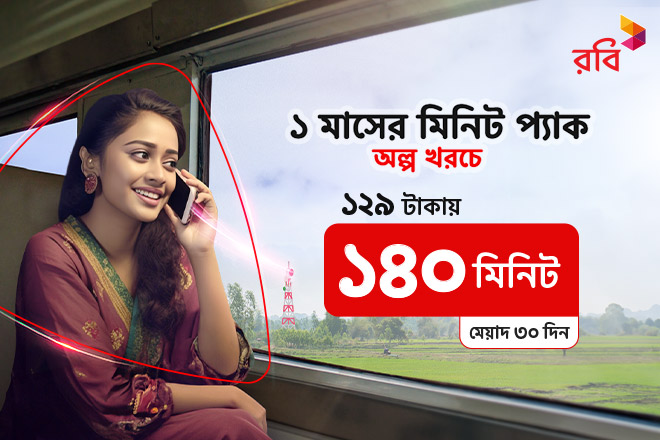 রবি
১ মাসের মিনিট প্যাক
অল্প খরচে
১২৯ টাকায়
১৪০ মিনিট
মেয়াদ ৩০ দিন